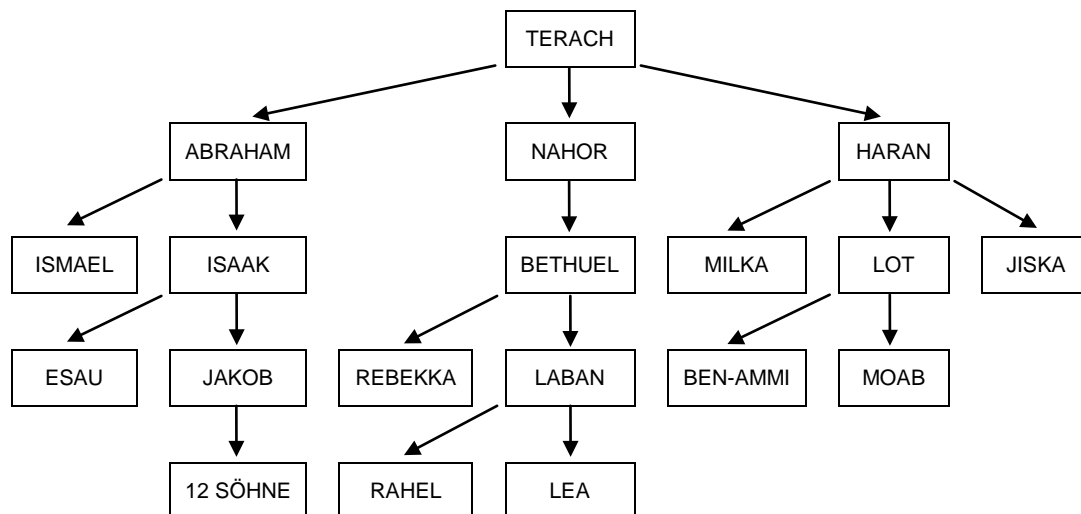 TERACH
ABRAHAM
NAHOR
HARAN
ISMAEL
ISAAK
BETHUEL
MILKA
LOT
JISKA
ESAU
JAKOB
REBEKKA
LABAN
BEN-AMMI
MOAB
12 SÖHNE
RAHEL
LEA